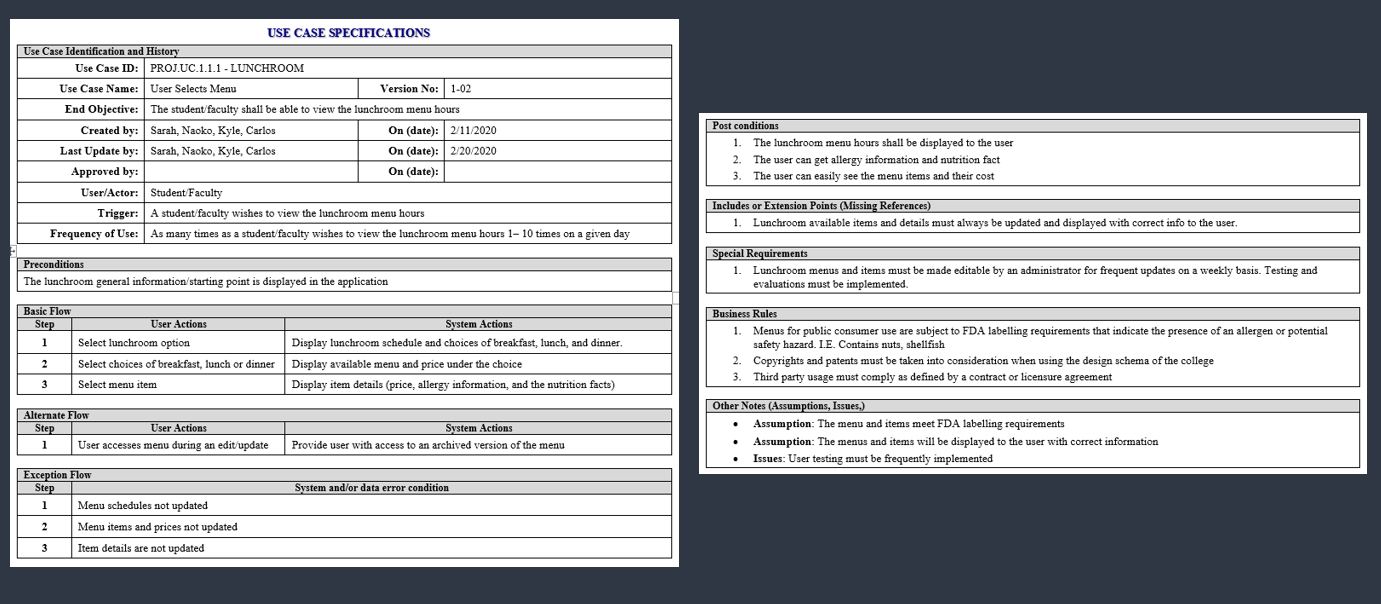 USE CASE SPECIFICATIONS
Use Case Identification and History
Use Case ID: PROJ.UC.1.1.1 - LUNCHROOM
Use Case Name: User Selects Menu Version No: 1-02
End Objective: The student/faculty shall be able to view the lunchroom menu hours
Created by: Sarah, Naoko, Kyle, Carlos On (date): 2/11/2020
Last Update by: Sarah, Naoko, Kyle, Carlos On (date): 2/20/2020
Approved by: On (date):
User/Actor: Student/Faculty
Trigger: A student/faculty wishes to view the lunchroom menu hours
Frequency of Use: As many times as a student/faculty wishes to view the lunchroom menu hours 1– 10 times on a given day
Preconditions
The lunchroom general information/starting point is displayed in the application
Basic Flow
Step User Actions System Actions
1 Select lunchroom option Display lunchroom schedule and choices of breakfast, lunch, and dinner.
2 Select choices of breakfast, lunch or dinner Display available menu and price under the choice
3 Select menu item Display item details (price, allergy information, and the nutrition facts)
Alternate Flow
Step User Actions System Actions
1 User accesses menu during an edit/update Provide user with access to an archived version of the menu
Exception Flow
Step System and/or data error condition
1 Menu schedules not updated
2 Menu items and prices not updated
3 Item details are not updated
Post conditions
1. The lunchroom menu hours shall be displayed to the user
2. The user can get allergy information and nutrition fact
3. The user can easily see the menu items and their cost
Includes or Extension Points (Missing References)
1. Lunchroom available items and details must always be updated and displayed with correct info to the user.
Special Requirements
1. Lunchroom menus and items must be made editable by an administrator for frequent updates on a weekly basis. Testing and
evaluations must be implemented.
Business Rules
1. Menus for public consumer use are subject to FDA labelling requirements that indicate the presence of an allergen or potential
safety hazard. I.E. Contains nuts, shellfish
2. Copyrights and patents must be taken into consideration when using the design schema of the college
3. Third party usage must comply as defined by a contract or licensure agreement
Other Notes (Assumptions, Issues,)
• Assumption: The menu and items meet FDA labelling requirements
• Assumption: The menus and items will be displayed to the user with correct information
• Issues: User testing must be frequently implemented